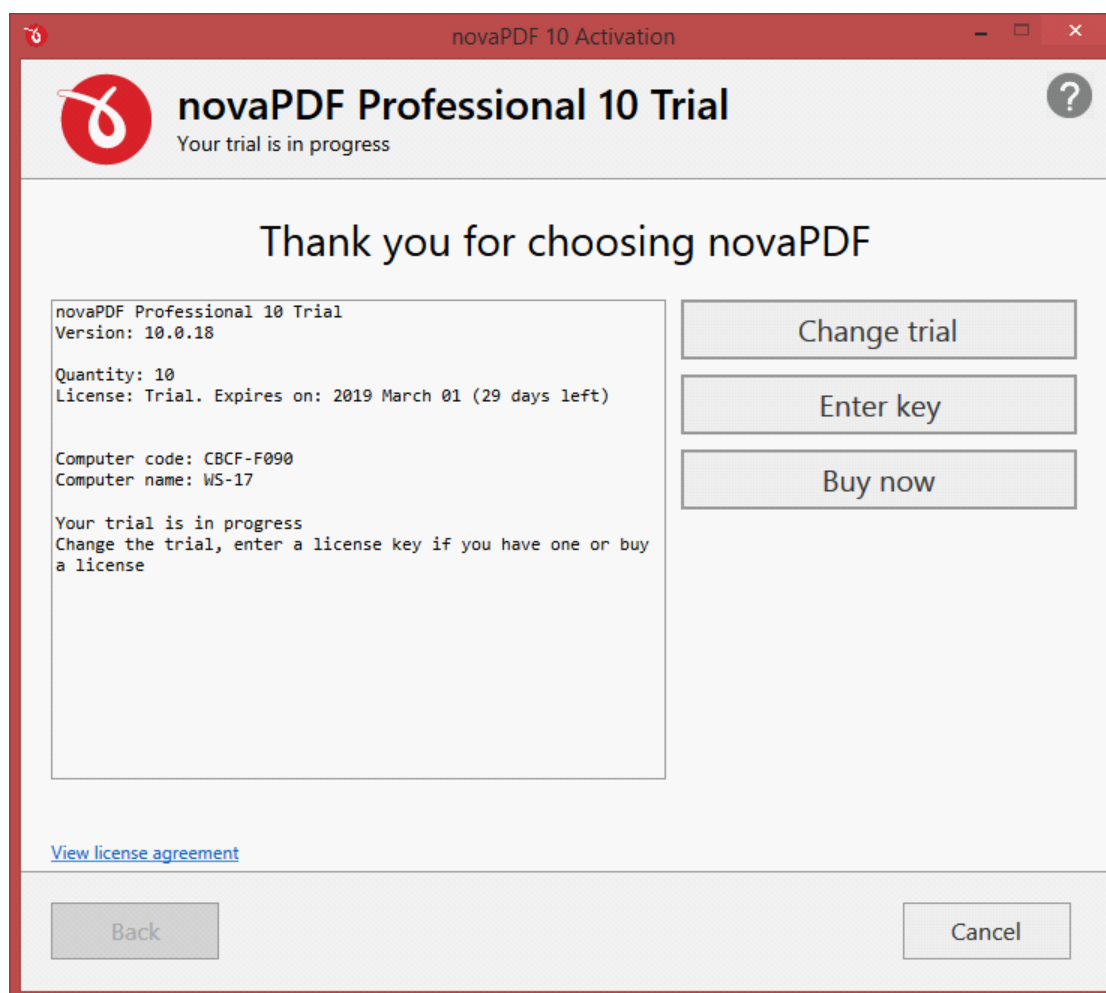 novaPDF 10 Activation
novaPDF Professional 10 Trial
Your trial is in progress
?
Thank you for choosing novaPDF
novaPDF Professional 10 Trial
Version: 10.0.18
Quantity: 10
License: Trial. Expires on: 2019 March 01 (29 days left)
Computer code: CBCF-F090
Computer name: WS-17
Your trial is in progress
Change the trial, enter a license key if you have one or buy
a license
Change trial
Enter key
Buy now
View license agreement
Back
Cancel